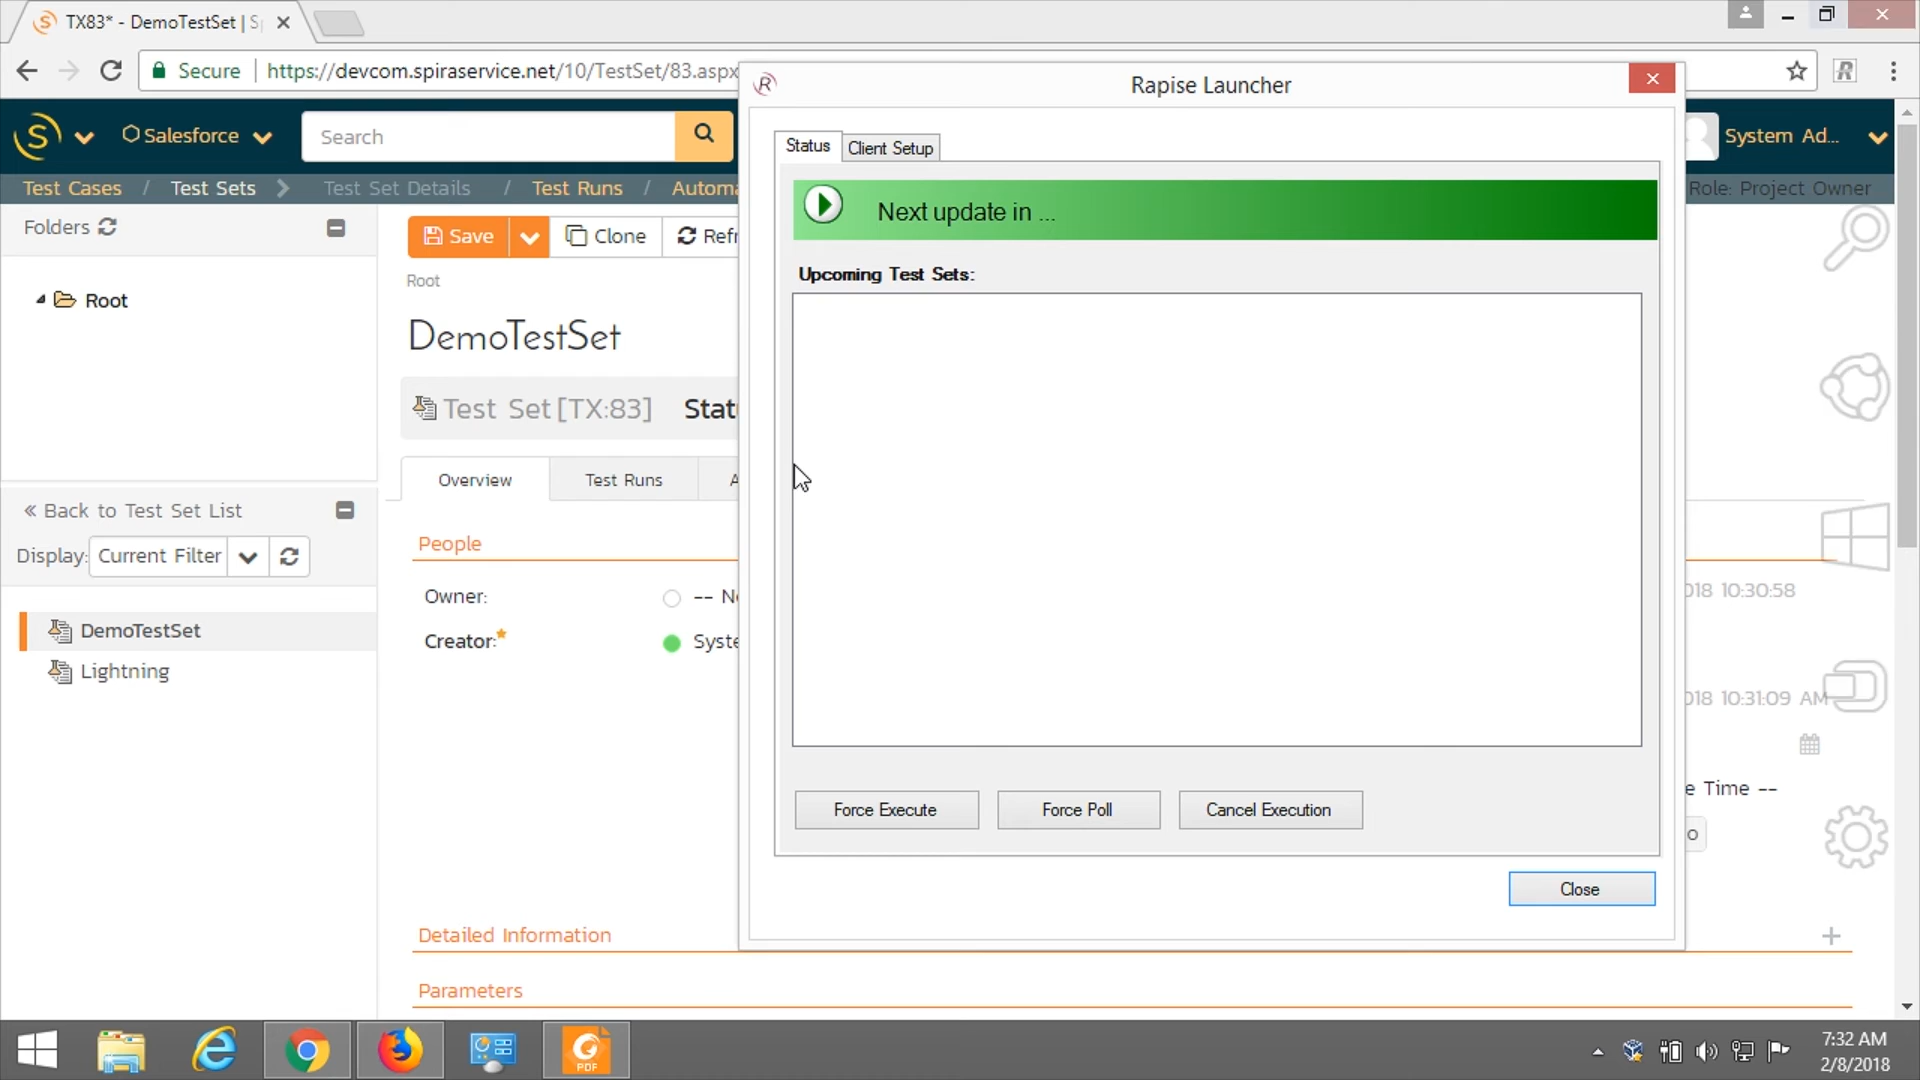 TX83* - DemoTestSet | S
Secure
https://devcom.spiraservice.net/10/TestSet/83.aspx
Rapise Launcher
Salesforce
Search
System Ad...
Status
Client Setup
Test Cases / Test Sets Test Set Details / Test Runs / Automa
Role: Project Owner
Folders
Save
Clone
Refr
Next update in ...
Root
Root
Upcoming Test Sets:
DemoTestSet
Test Set [TX:83] Stat
Overview
Test Runs
A
Back to Test Set List
Display: Current Filter
People
Owner:
-- N
018 10:30:58
Creator:
Syste
DemoTestSet
Lightning
018 10:31:09 AM
e Time --
o
Force Execute
Force Poll
Cancel Execution
Close
Detailed Information
Parameters
PDF
7:32 AM
2/8/2018